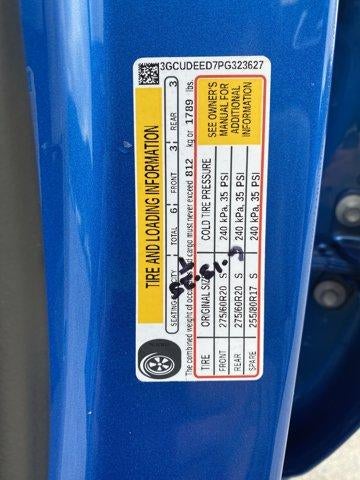 3GCUDEED7PG323627
TIRE AND LOADING INFORMATION
SEATING CAPACITY TOTAL 6 FRONT 3 REAR 3
The combined weight of occupants and cargo must never exceed 812 kg or 1789 lbs.
TIRE ORIGINAL SIZE COLD TIRE PRESSURE
FRONT 275/60R20 S 240 kPa, 35 PSI
REAR 275/60R20 S 240 kPa, 35 PSI
SPARE 255/80R17 S 240 kPa, 35 PSI
SEE OWNER'S
MANUAL FOR
ADDITIONAL
INFORMATION